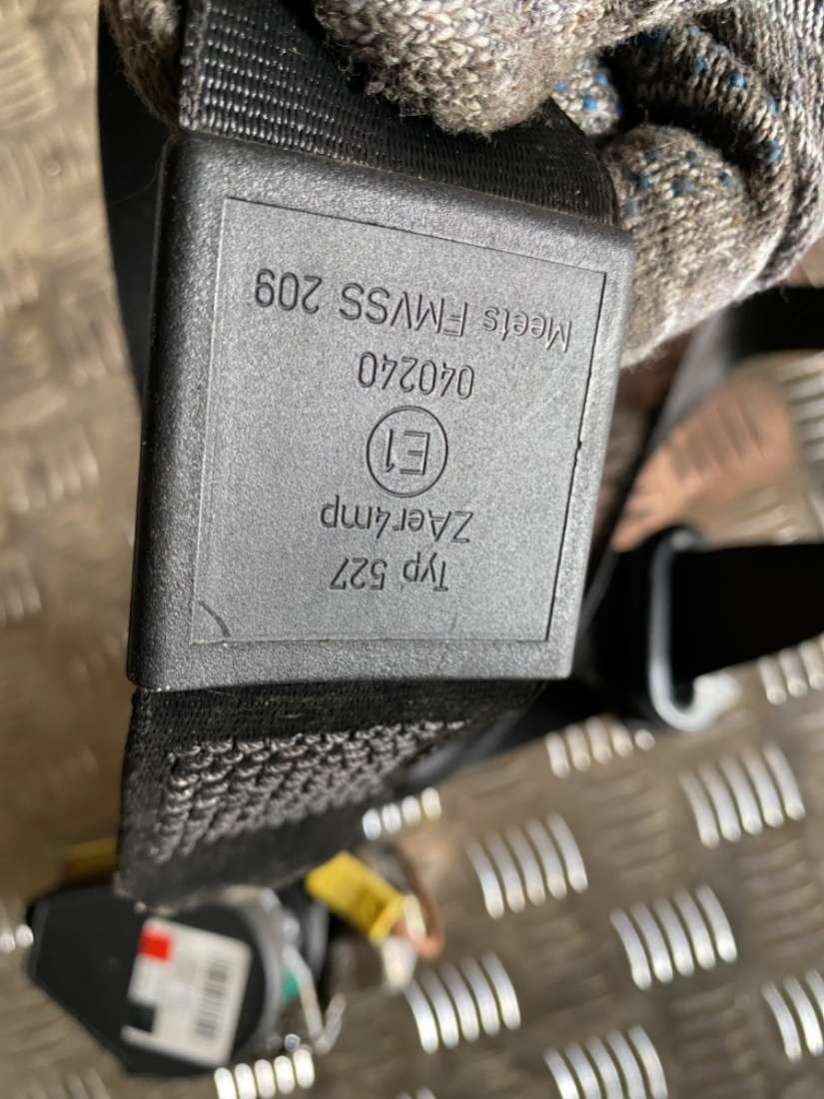 Typ 527
ZAer4mp
E1
040240
Meets FMVSS 209